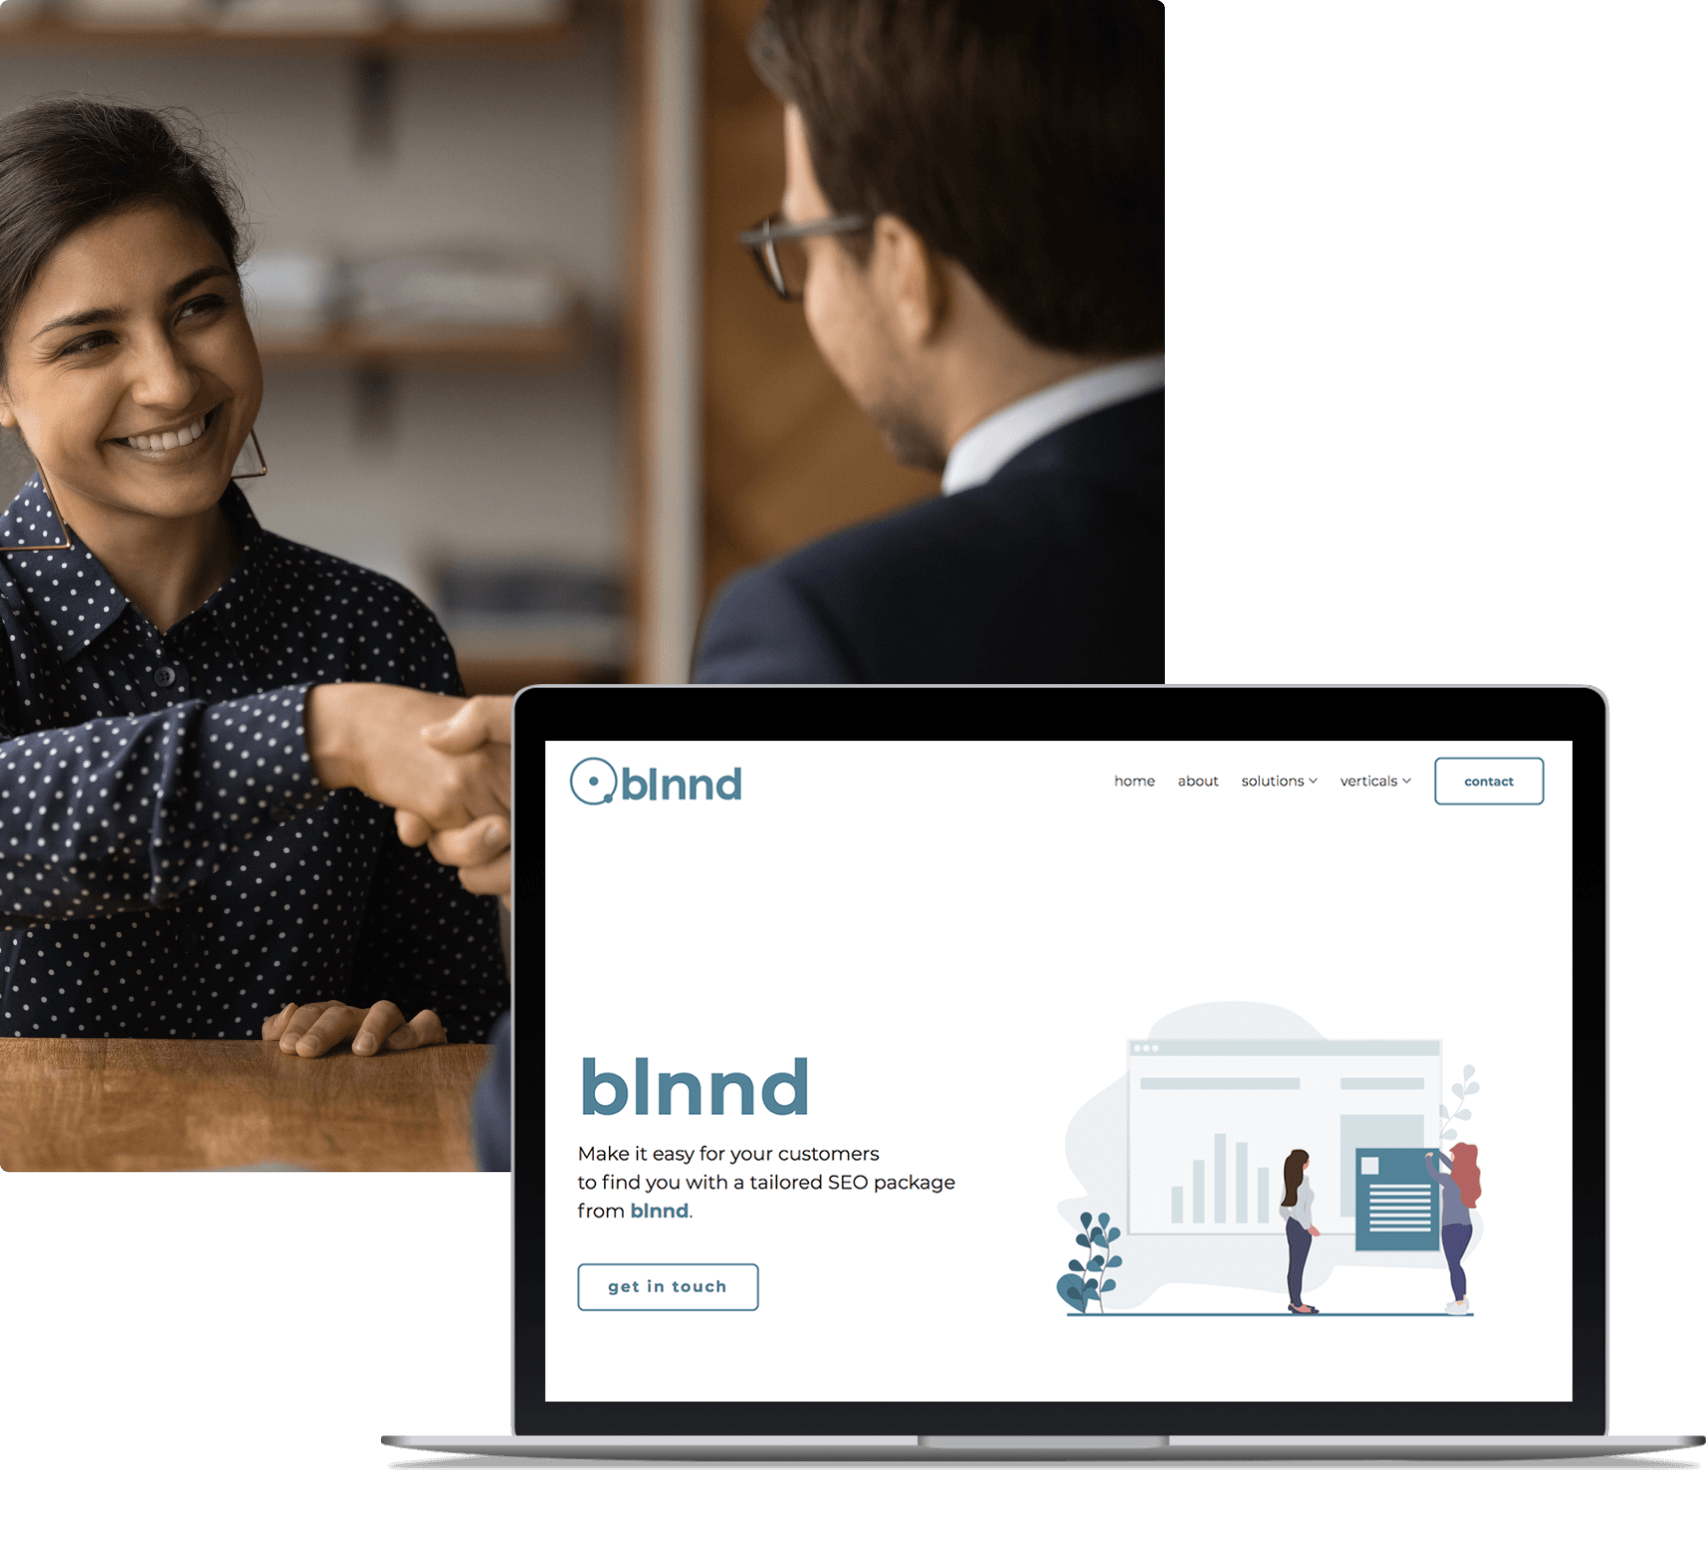 blnnd
home about solutions verticals contact
blnnd
Make it easy for your customers
to find you with a tailored SEO package
from blnnd.
get in touch